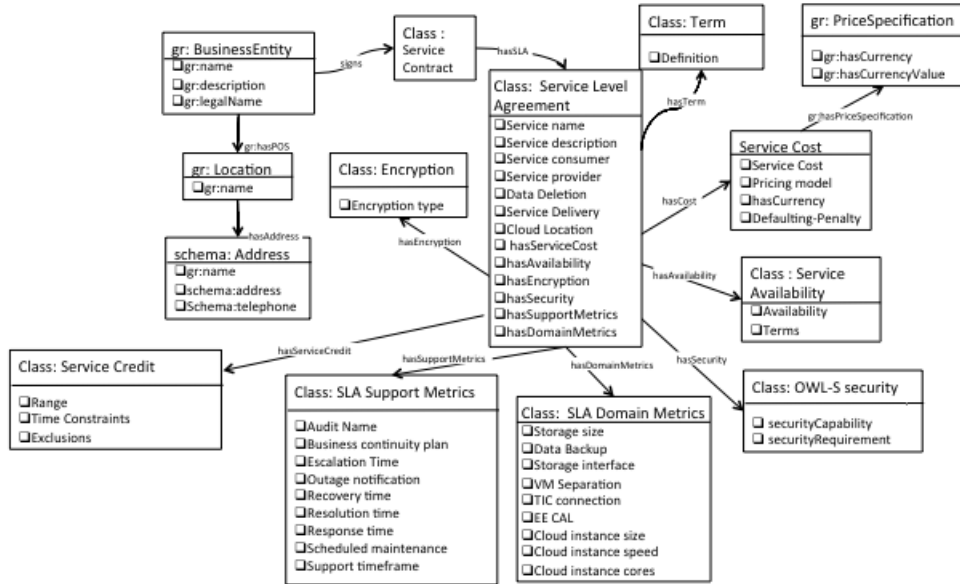 gr: BusinessEntity
❑gr:name
❑gr:description
❑gr:legalName
signs
Class :
Service
Contract
hasSLA
Class: Term
❑Definition
gr: PriceSpecification
❑gr:hasCurrency
❑gr:hasCurrencyValue
gr:hasPOS
gr: Location
❑gr:name
hasAddress
schema: Address
❑gr:name
❑schema:address
❑Schema:telephone
Class: Encryption
❑Encryption type
hasEncryption
Class: Service Level
Agreement
❑Service name
❑Service description
❑Service consumer
❑Service provider
❑Data Deletion
❑Service Delivery
❑Cloud Location
❑ hasServiceCost
❑hasAvailability
❑hasEncryption
❑hasSecurity
❑hasSupportMetrics
❑hasDomainMetrics
hasTerm
gr:hasPriceSpecification
hasCost
Service Cost
❑Service Cost
❑Pricing model
❑hasCurrency
❑Defaulting-Penalty
hasAvailability
Class : Service
Availability
❑Availability
❑Terms
hasSecurity
Class: OWL-S security
❑ securityCapability
❑ securityRequirement
hasServiceCredit
Class: Service Credit
❑Range
❑Time Constraints
❑Exclusions
hasSupportMetrics
Class: SLA Support Metrics
❑Audit Name
❑Business continuity plan
❑Escalation Time
❑Outage notification
❑Recovery time
❑Resolution time
❑Response time
❑Scheduled maintenance
❑Support timeframe
hasDomainMetrics
Class: SLA Domain Metrics
❑Storage size
❑Data Backup
❑Storage interface
❑VM Separation
❑TIC connection
❑EE CAL
❑Cloud instance size
❑Cloud instance speed
❑Cloud instance cores